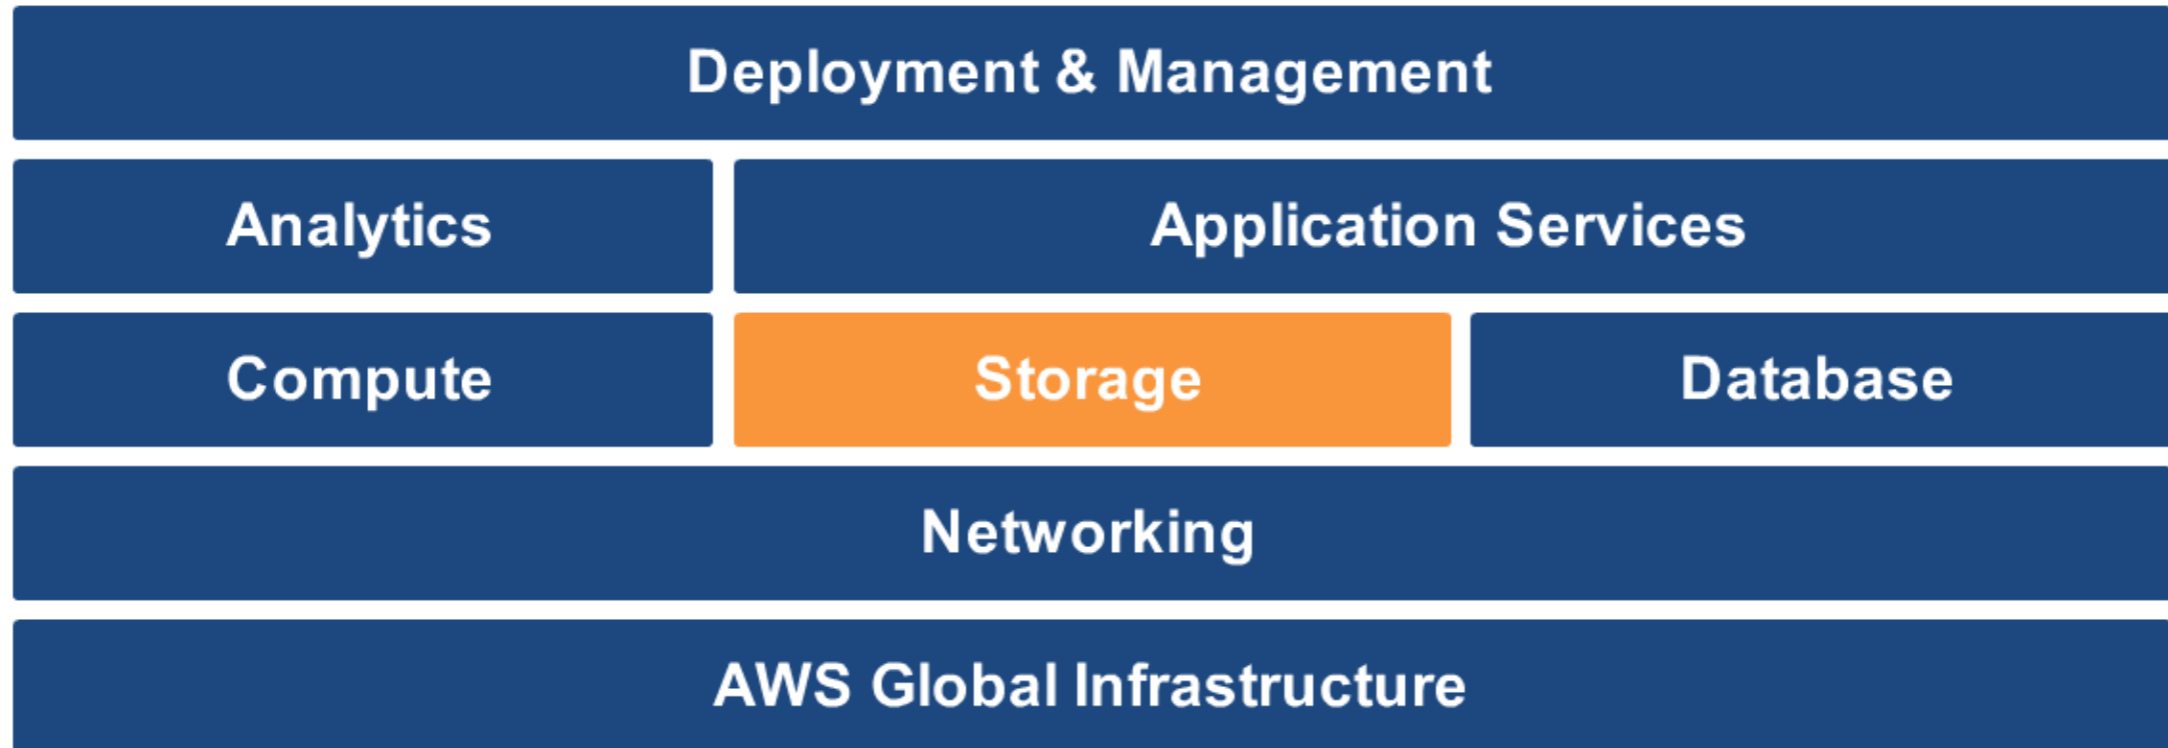 Deployment & Management
Analytics
Application Services
Compute
Storage
Database
Networking
AWS Global Infrastructure